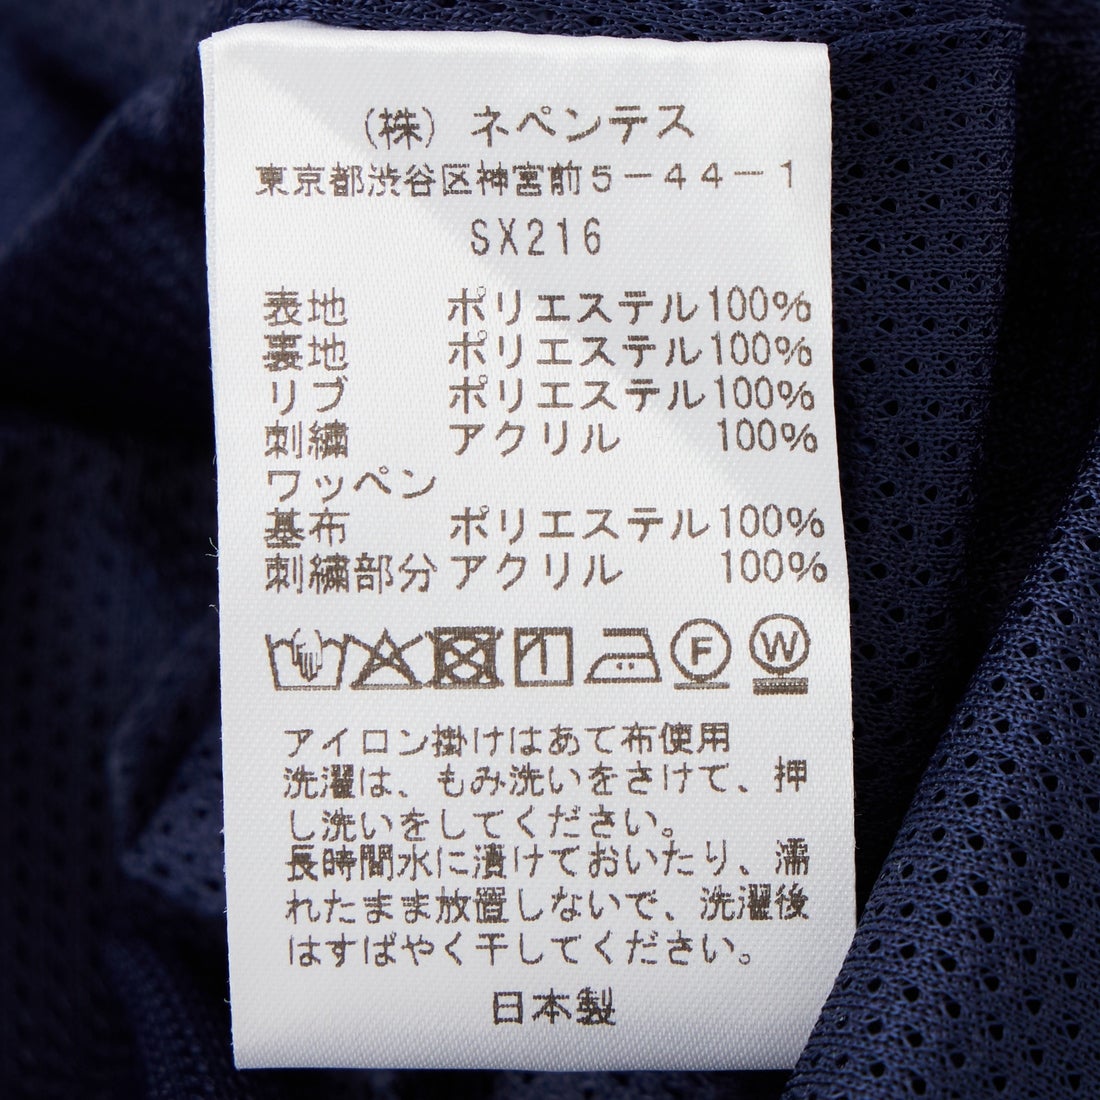 （株）ネペンテス
東京都渋谷区神宮前５－４４－１
SX216
表地 ポリエステル100%
裏地 ポリエステル100%
リブ ポリエステル100%
刺繍 アクリル 100%
ワッペン
基布 ポリエステル100%
刺繍部分 アクリル 100%
F W
アイロン掛けはあて布使用
洗濯は、もみ洗いをさけて、押
し洗いをしてください。
長時間水に漬けておいたり、濡
れたまま放置しないで、洗濯後
はすばやく干してください。
日本製